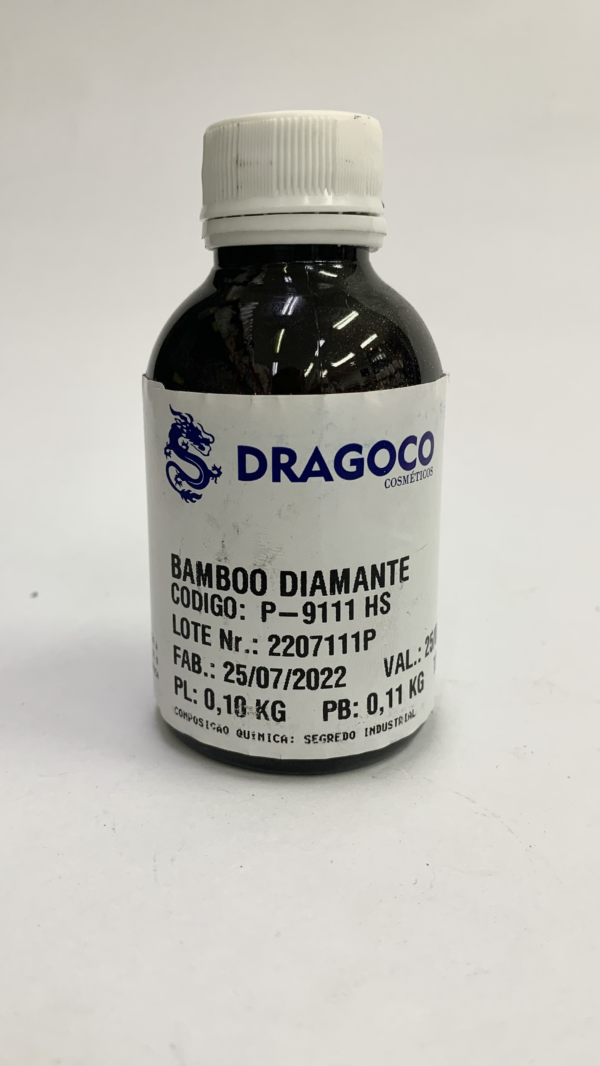 DRAGOCO
COSMÉTICOS
BAMBOO DIAMANTE
CODIGO: P-9111 HS
LOTE Nr.: 2207111P
FAB.: 25/07/2022 VAL.:
PL: 0,10 KG PB: 0,11 KG
COMPOSIÇÃO QUIMICA: SEGREDO INDUSTRIAL